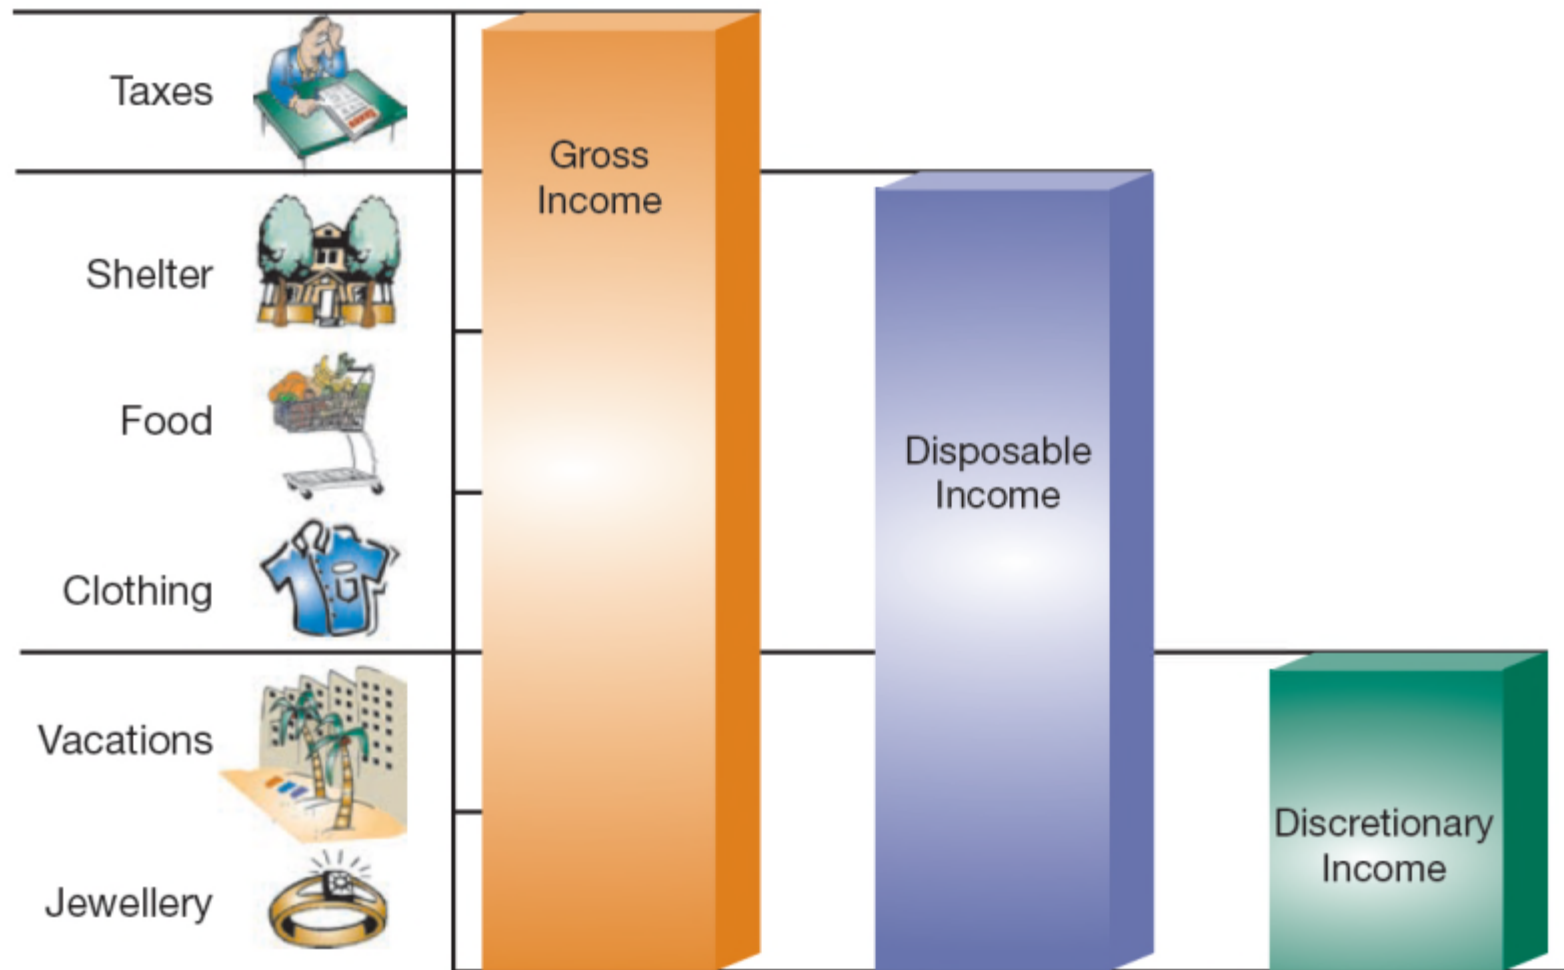 Taxes
Gross
Income
Shelter
Food
Disposable
Income
Clothing
Vacations
Discretionary
Income
Jewellery